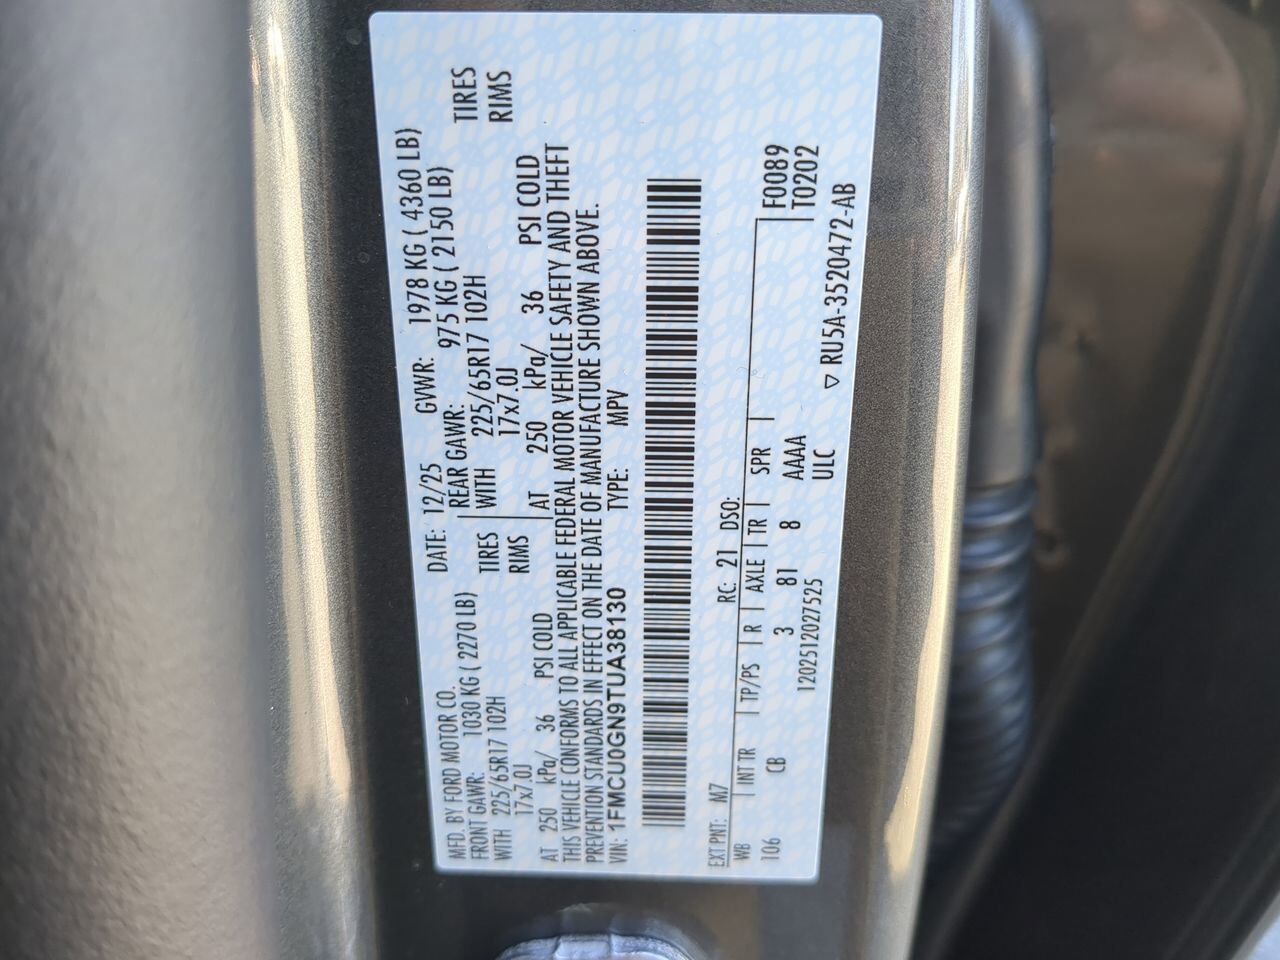 MFD. BY FORD MOTOR CO. DATE: 12/25 GVWR: 1978 KG ( 4360 LB)
FRONT GAWR: 1030 KG ( 2270 LB) REAR GAWR: 975 KG ( 2150 LB)
WITH 225/65R17 102H TIRES WITH 225/65R17 102H TIRES
17x7.0J RIMS 17x7.0J RIMS
AT 250 kPa/ 36 PSI COLD AT 250 kPa/ 36 PSI COLD
THIS VEHICLE CONFORMS TO ALL APPLICABLE FEDERAL MOTOR VEHICLE SAFETY AND THEFT
PREVENTION STANDARDS IN EFFECT ON THE DATE OF MANUFACTURE SHOWN ABOVE.
VIN: 1FMCU0GN9TUA38130 TYPE: MPV
EXT PNT: M7 RC: 21 DSO: F0089
WB INT TR TP/PS R AXLE TR SPR T0202
106 CB 3 81 8 AAAA
ULC
1202512027525 ▽ RU5A-3520472-AB